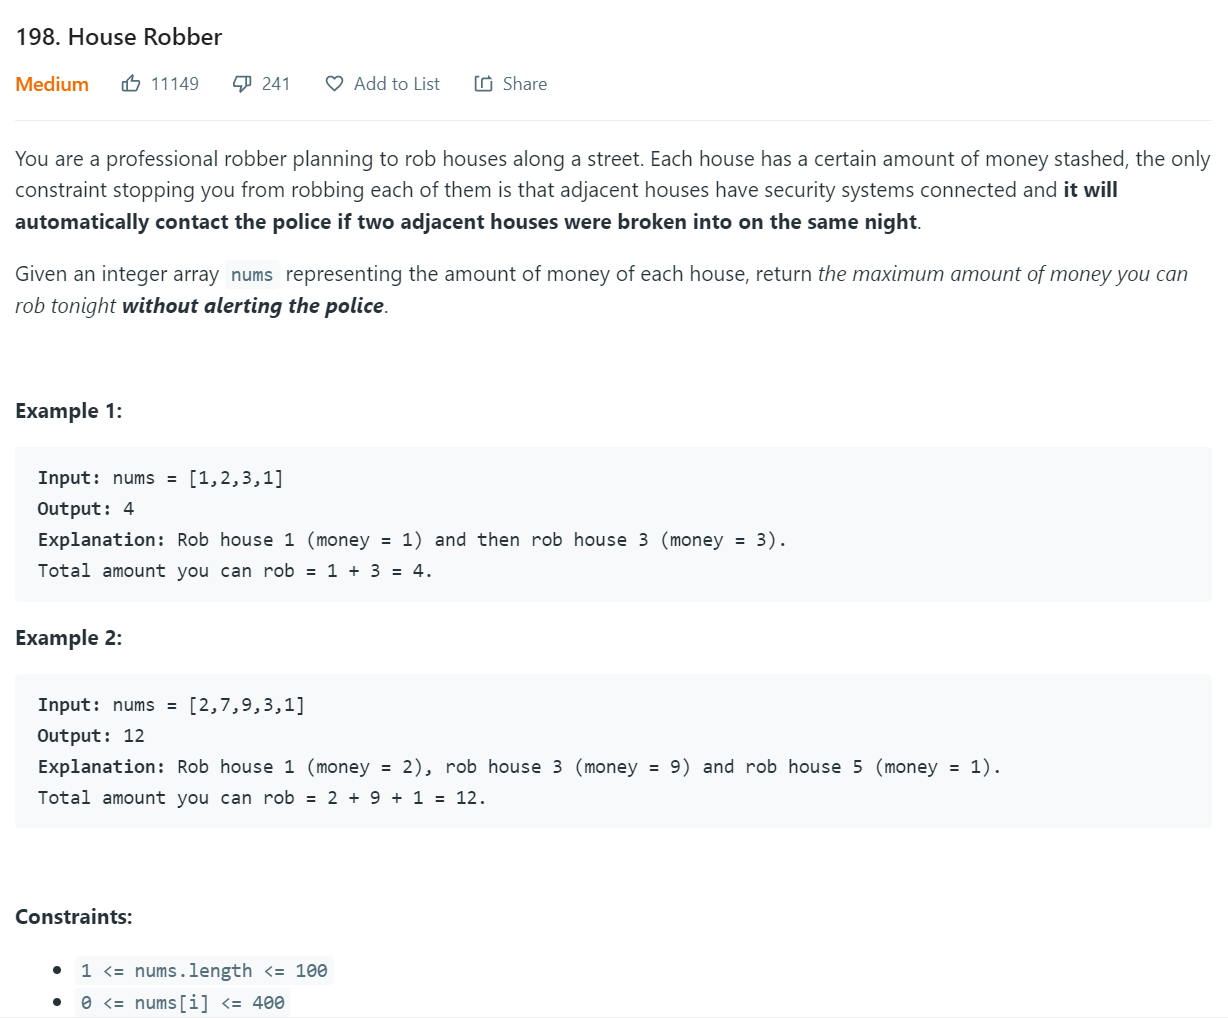 198. House Robber
Medium 11149 241 Add to List Share
You are a professional robber planning to rob houses along a street. Each house has a certain amount of money stashed, the only
constraint stopping you from robbing each of them is that adjacent houses have security systems connected and it will
automatically contact the police if two adjacent houses were broken into on the same night.
Given an integer array nums representing the amount of money of each house, return the maximum amount of money you can
rob tonight without alerting the police.
Example 1:
Input: nums = [1,2,3,1]
Output: 4
Explanation: Rob house 1 (money = 1) and then rob house 3 (money = 3).
Total amount you can rob = 1 + 3 = 4.
Example 2:
Input: nums = [2,7,9,3,1]
Output: 12
Explanation: Rob house 1 (money = 2), rob house 3 (money = 9) and rob house 5 (money = 1).
Total amount you can rob = 2 + 9 + 1 = 12.
Constraints:
• 1 <= nums.length <= 100
• 0 <= nums[i] <= 400